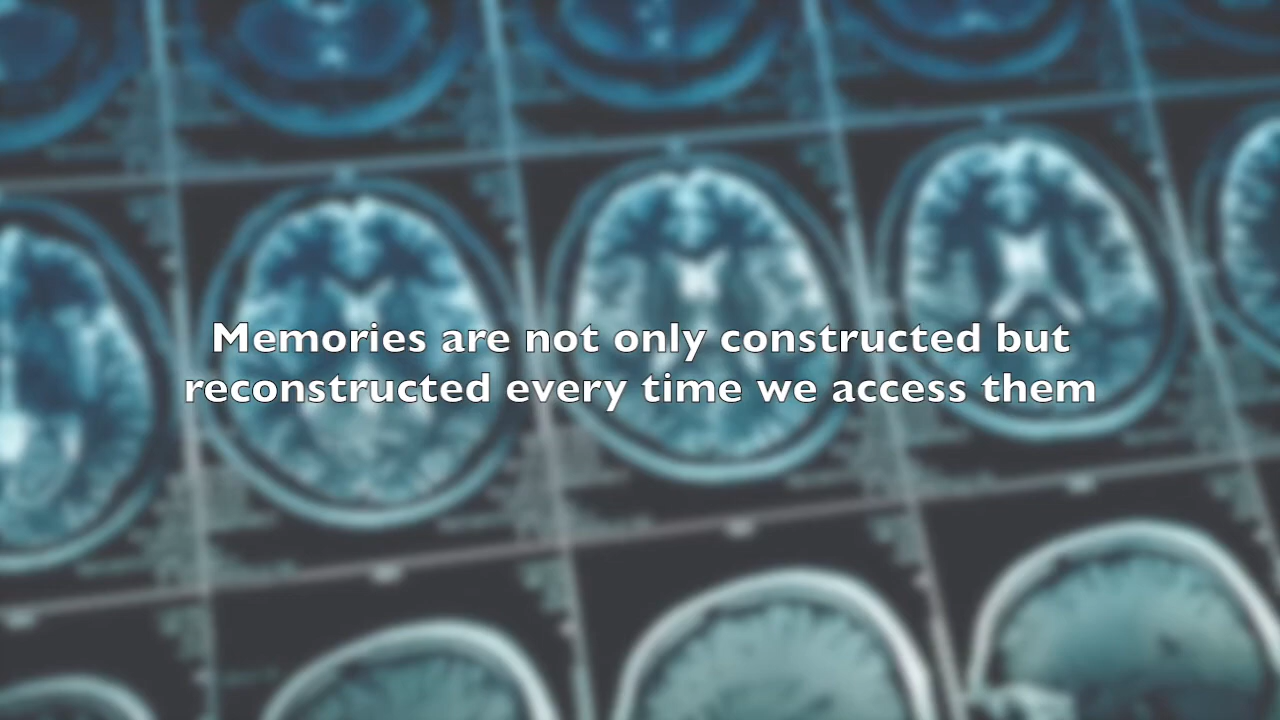 Memories are not only constructed but
reconstructed every time we access them